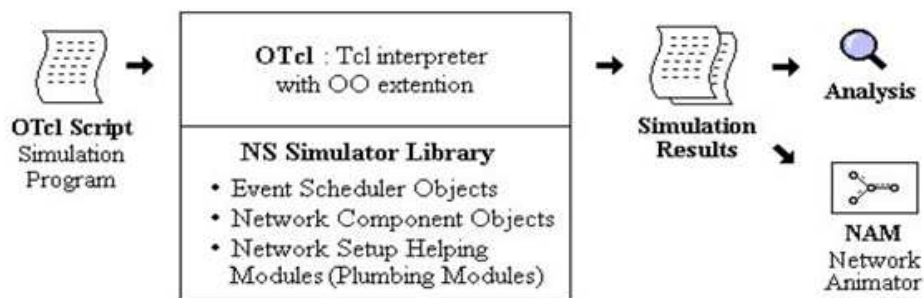 OTcl Script
Simulation
Program
OTcl : Tcl interpreter
with OO extention
NS Simulator Library
• Event Scheduler Objects
• Network Component Objects
• Network Setup Helping
Modules (Plumbing Modules)
Simulation
Results
Analysis
NAM
Network
Animator